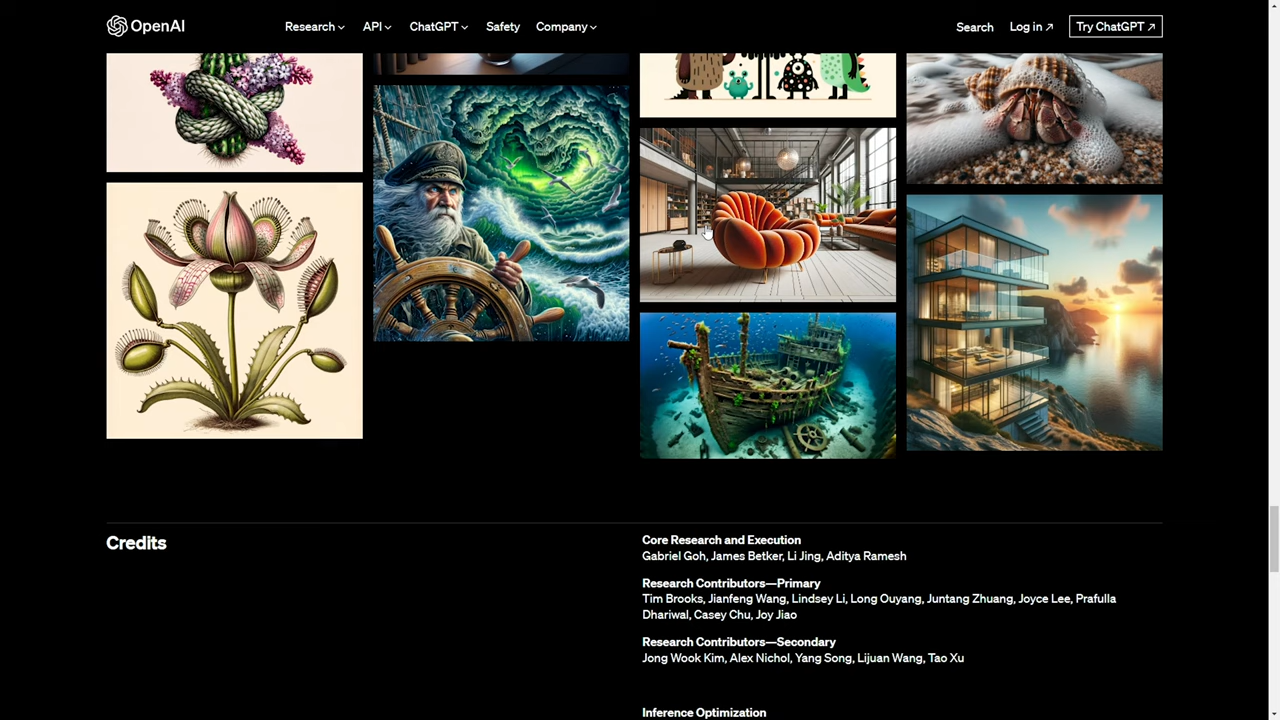 OpenAI
Research
API
ChatGPT
Safety
Company
Search
Log in ↗
Try ChatGPT ↗
Credits
Core Research and Execution
Gabriel Goh, James Betker, Li Jing, Aditya Ramesh
Research Contributors—Primary
Tim Brooks, Jianfeng Wang, Lindsey Li, Long Ouyang, Juntang Zhuang, Joyce Lee, Prafulla
Dhariwal, Casey Chu, Joy Jiao
Research Contributors—Secondary
Jong Wook Kim, Alex Nichol, Yang Song, Lijuan Wang, Tao Xu
Inference Optimization